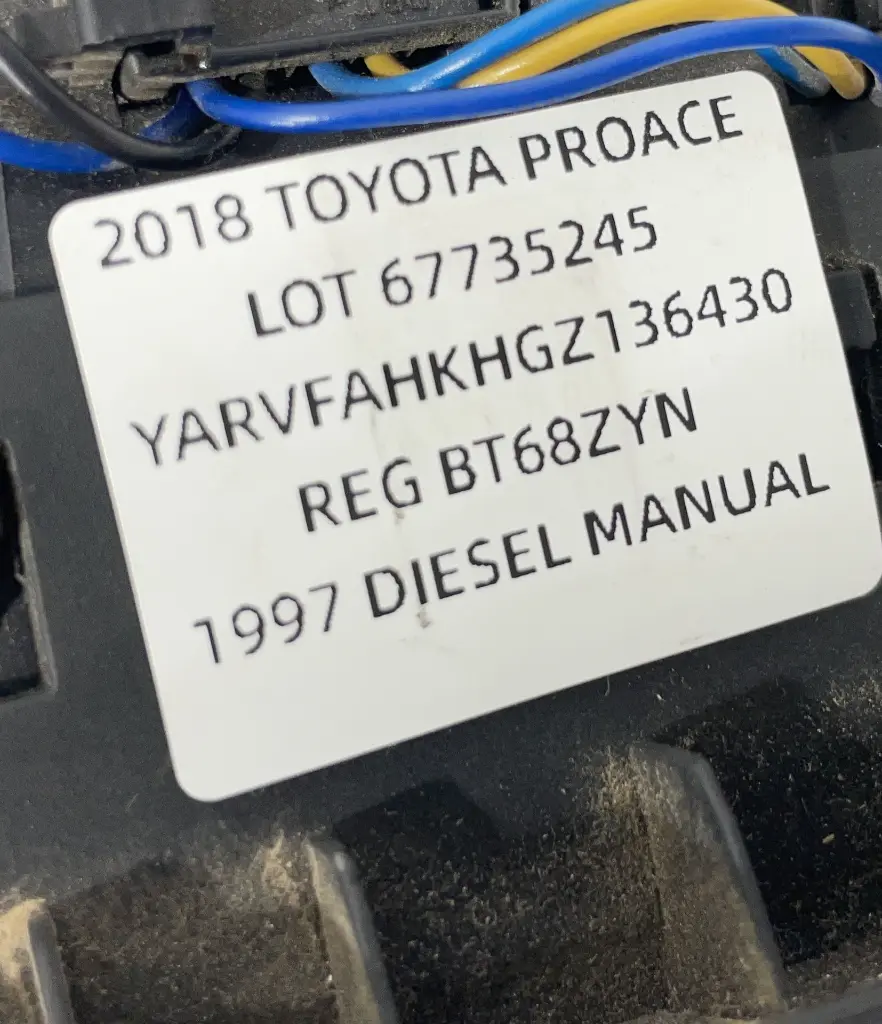 2018 TOYOTA PROACE
LOT 67735245
YARVFAHKHGZ136430
REG BT68ZYN
1997 DIESEL MANUAL